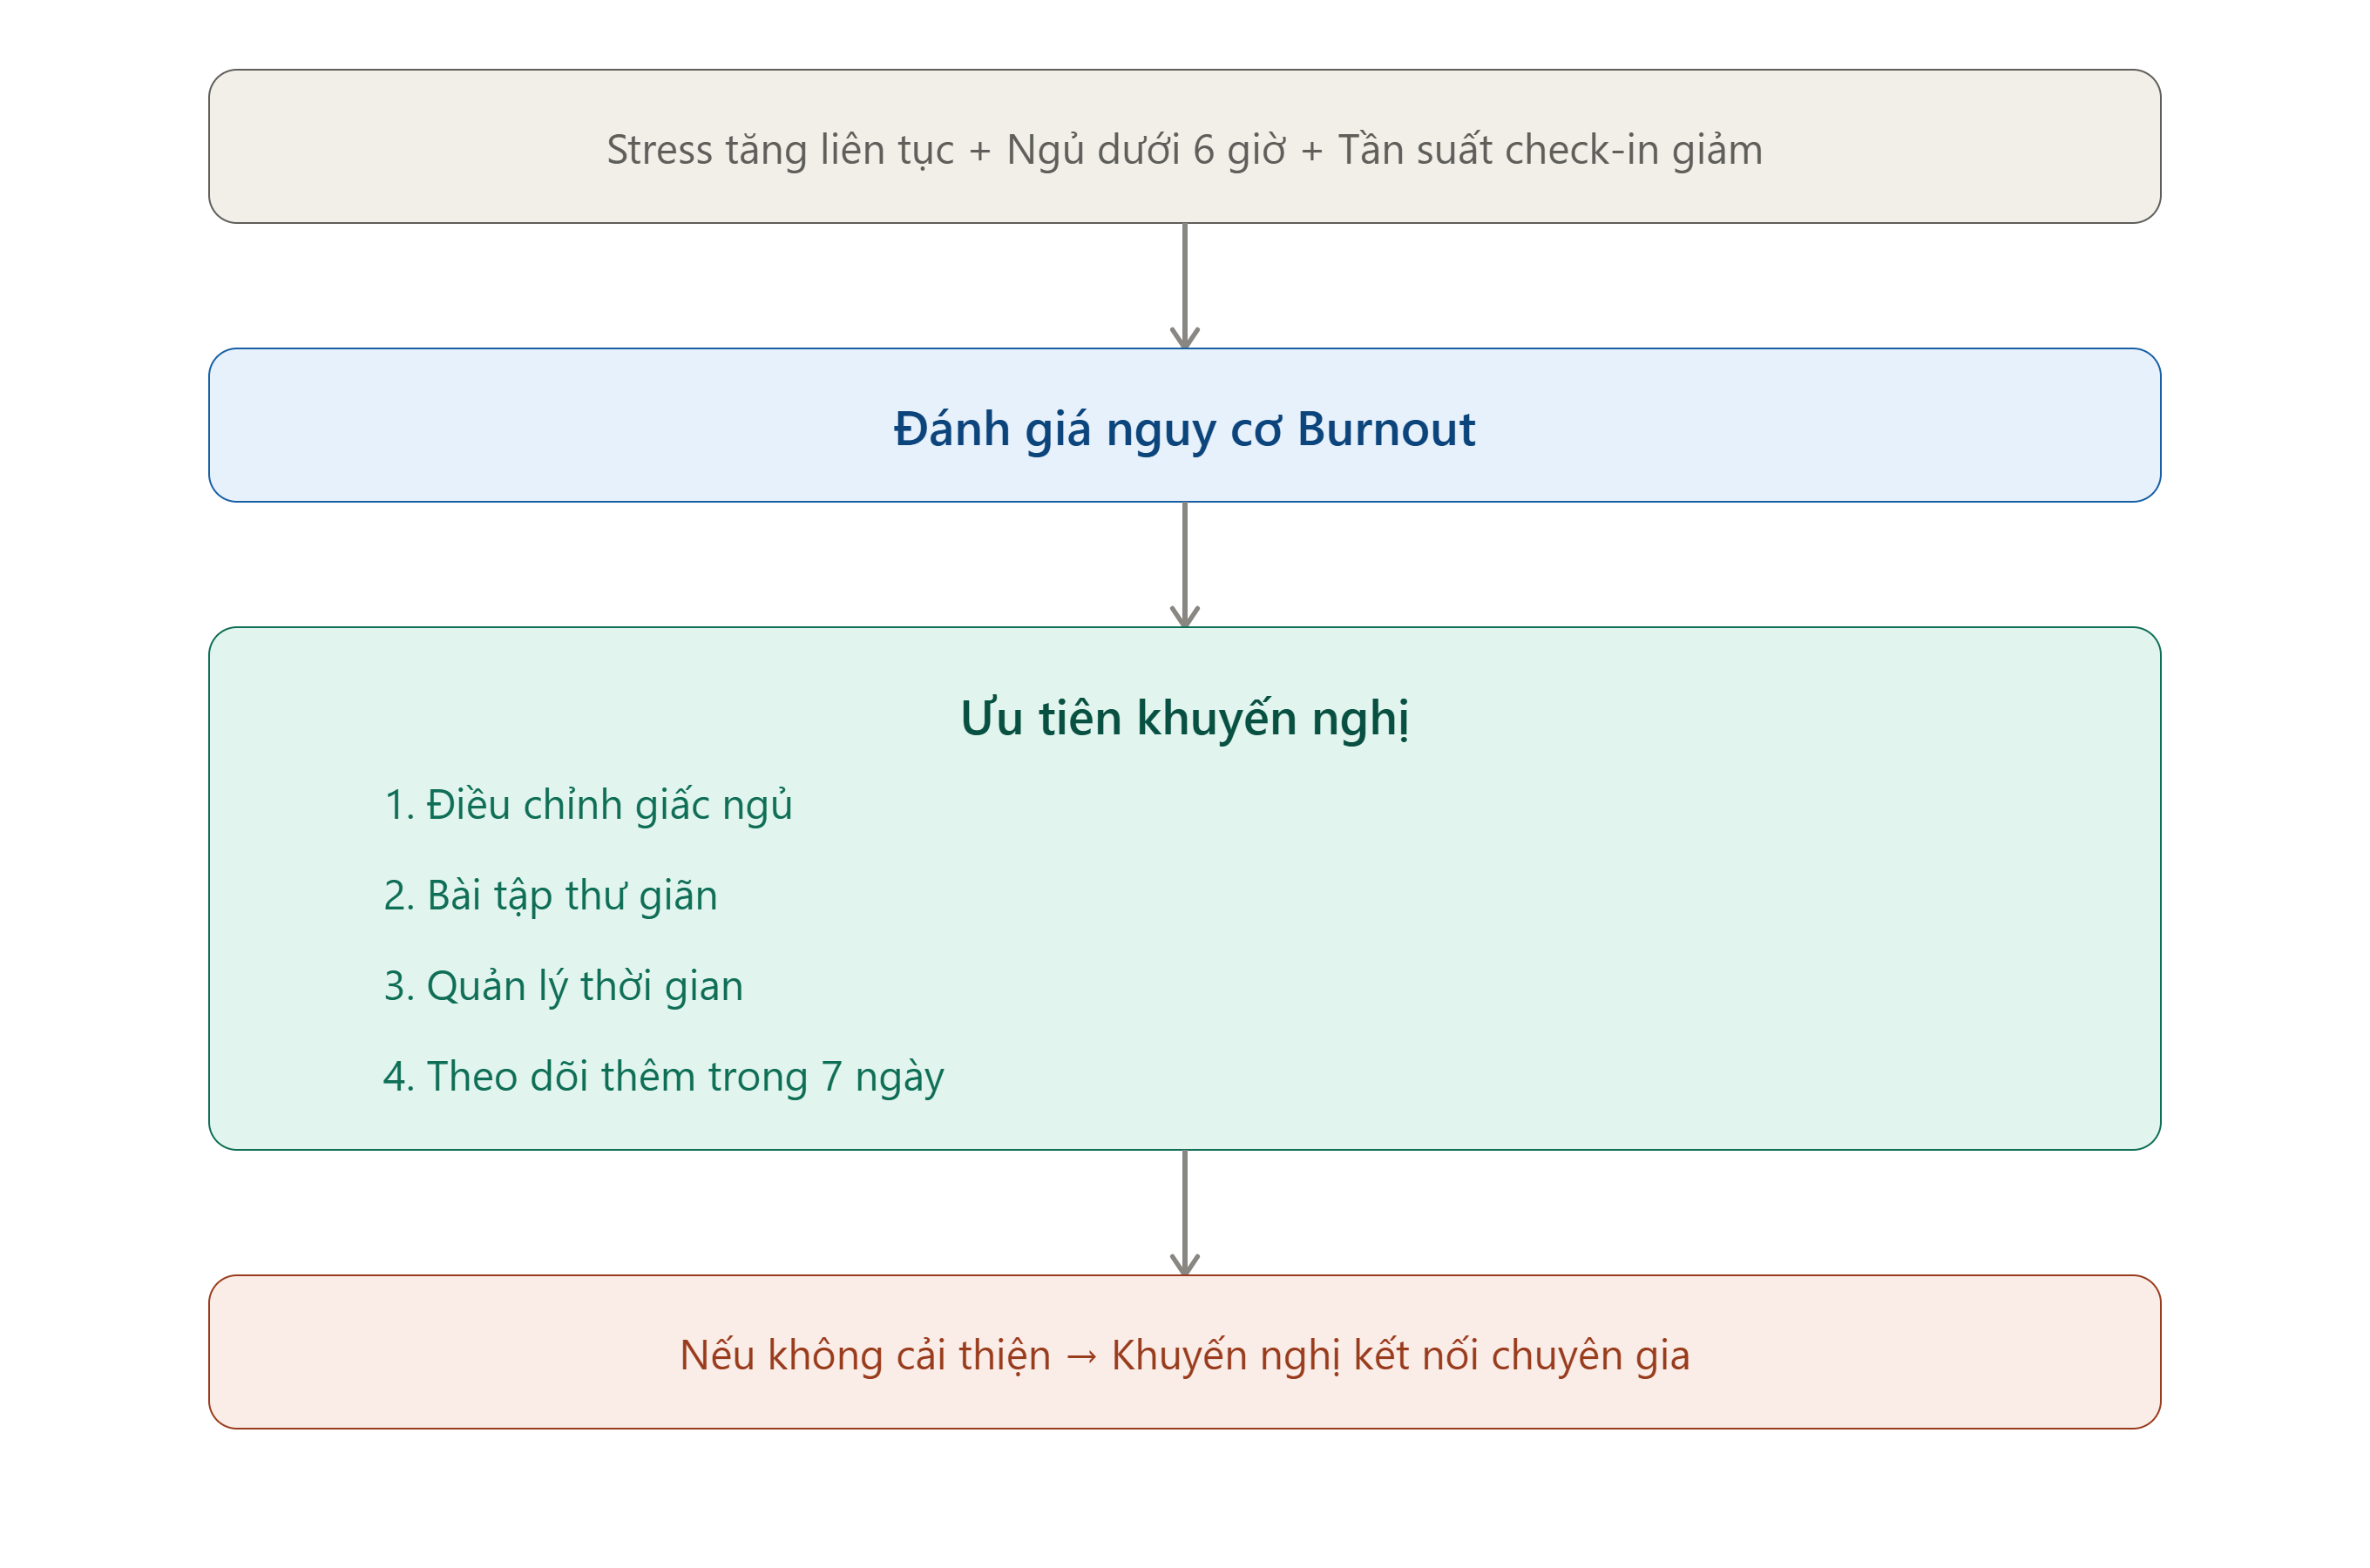 Stress tăng liên tục + Ngủ dưới 6 giờ + Tần suất check-in giảm
Đánh giá nguy cơ Burnout
Ưu tiên khuyến nghị
1. Điều chỉnh giấc ngủ
2. Bài tập thư giãn
3. Quản lý thời gian
4. Theo dõi thêm trong 7 ngày
Nếu không cải thiện → Khuyến nghị kết nối chuyên gia